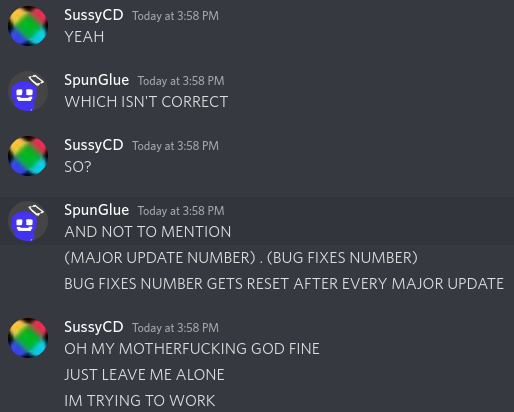 SussyCD Today at 3:58 PM
YEAH
SpunGlue Today at 3:58 PM
WHICH ISN'T CORRECT
SussyCD Today at 3:58 PM
SO?
SpunGlue Today at 3:58 PM
AND NOT TO MENTION
(MAJOR UPDATE NUMBER) . (BUG FIXES NUMBER)
BUG FIXES NUMBER GETS RESET AFTER EVERY MAJOR UPDATE
SussyCD Today at 3:58 PM
OH MY MOTHERFUCKING GOD FINE
JUST LEAVE ME ALONE
IM TRYING TO WORK